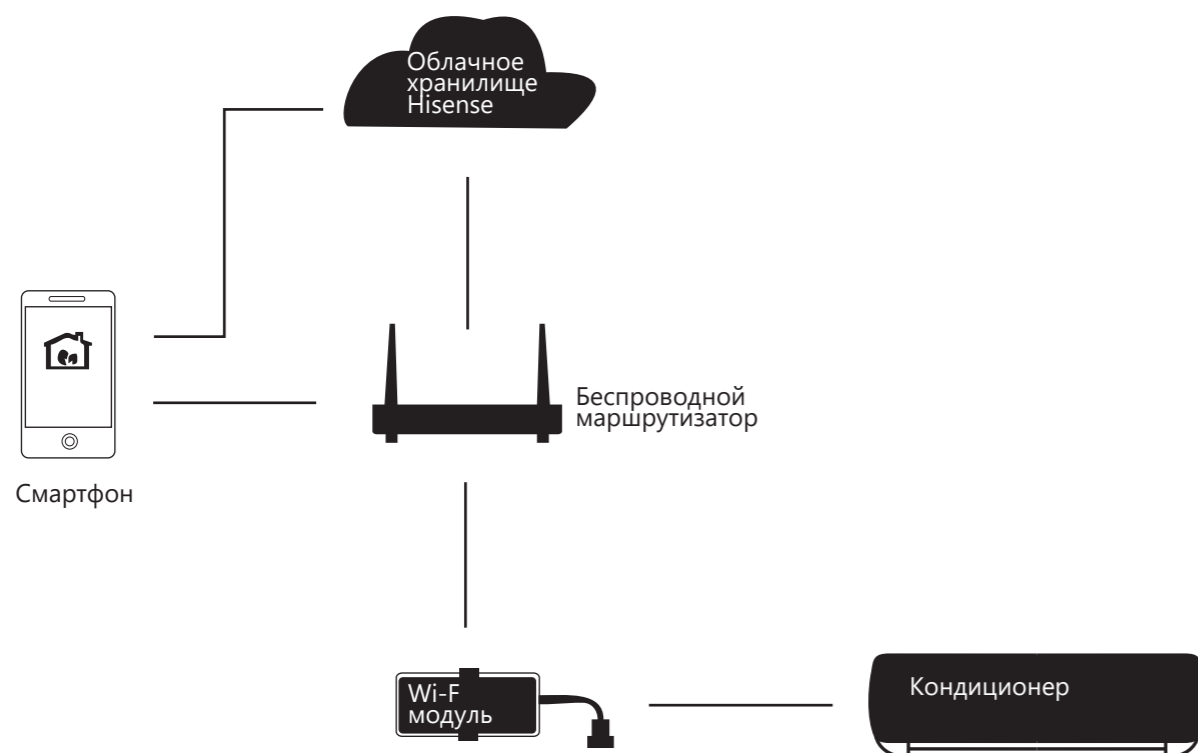 Облачное
хранилище
Hisense
Беспроводной
маршрутизатор
Смартфон
Wi-F
модуль
Кондиционер